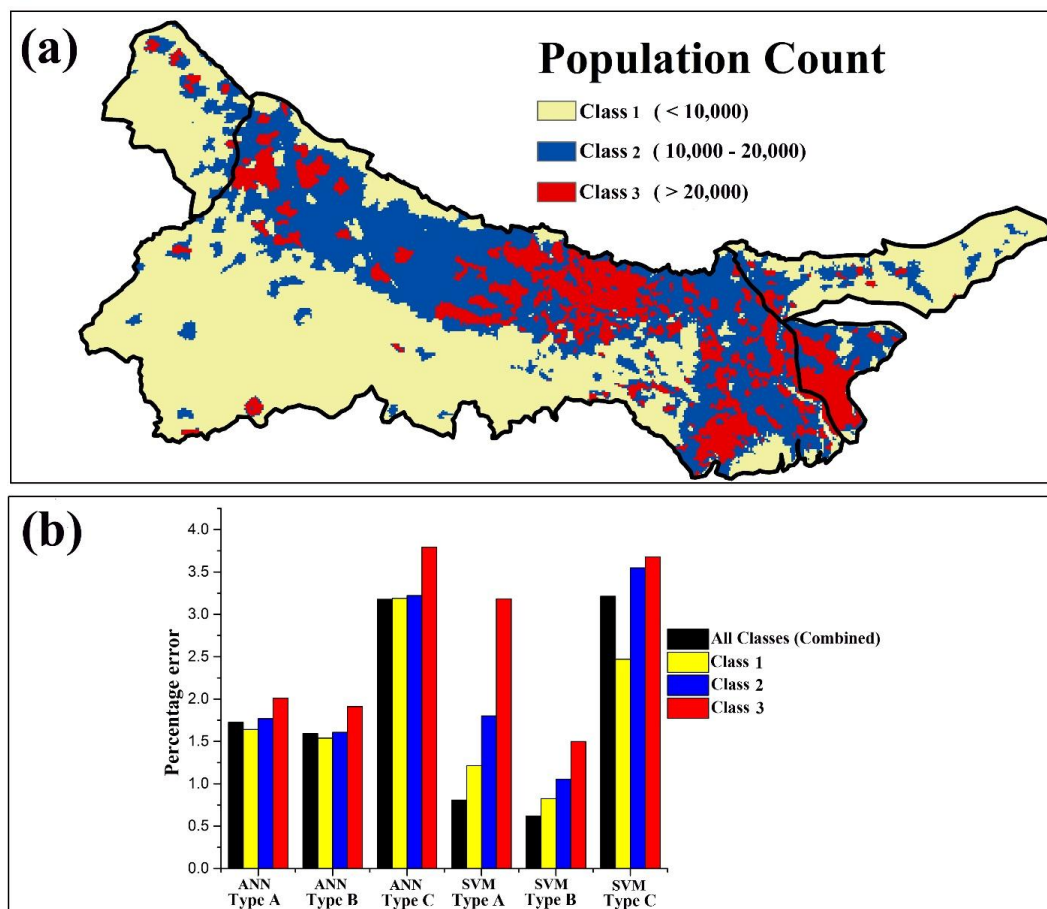 (a)
Population Count
Class 1 ( < 10,000)
Class 2 ( 10,000 - 20,000)
Class 3 ( > 20,000)
(b)
4.0
3.5
3.0
2.5
2.0
1.5
1.0
0.5
0.0
Percentage error
All Classes (Combined)
Class 1
Class 2
Class 3
ANN ANN ANN SVM SVM SVM
Type A Type B Type C Type A Type B Type C